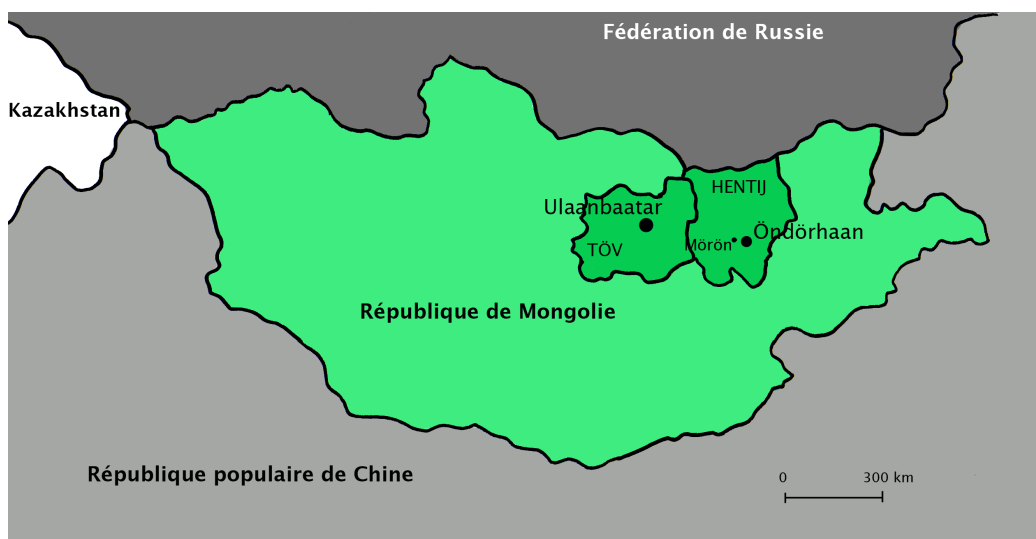 Fédération de Russie
Kazakhstan
HENTIJ
Ulaanbaatar
Öndörhaan
Mörön
TÖV
République de Mongolie
République populaire de Chine
0 300 km